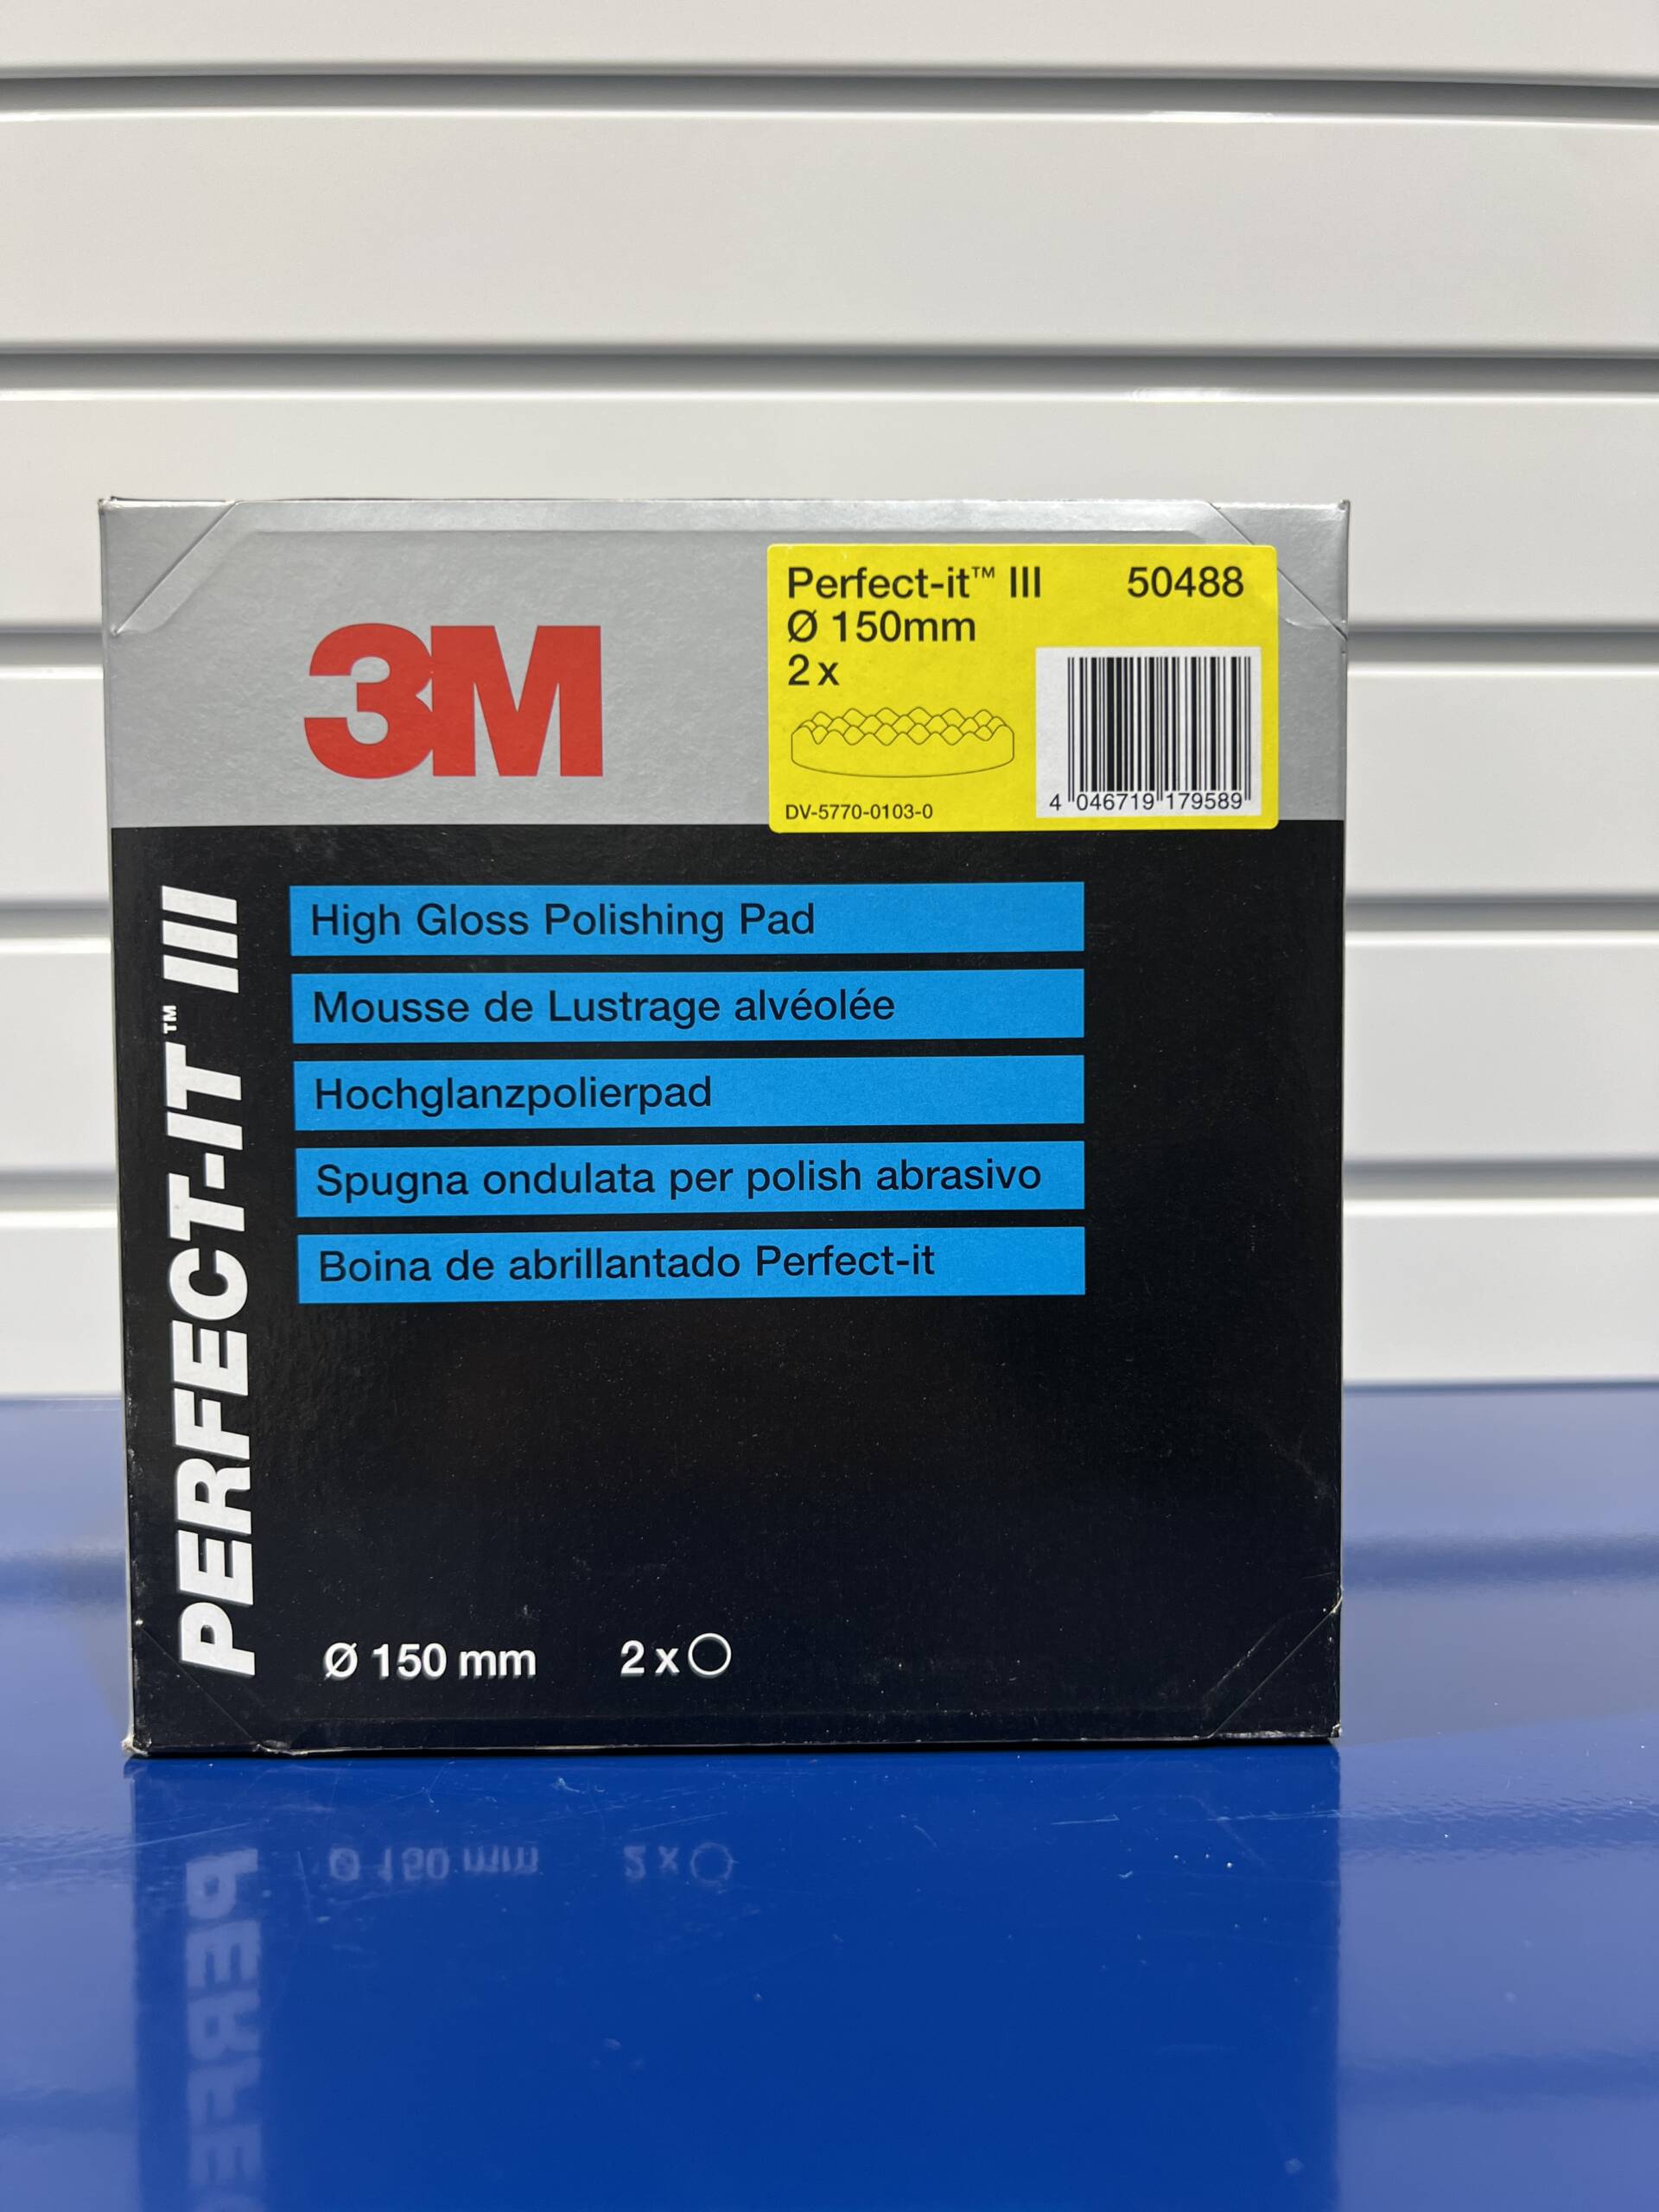 3M
Perfect-it™ III 50488
Ø 150mm
2 x
DV-5770-0103-0
4 046719 179589
PERFECT-IT™ III
High Gloss Polishing Pad
Mousse de Lustrage alvéolée
Hochglanzpolierpad
Spugna ondulata per polish abrasivo
Boina de abrillantado Perfect-it
Ø 150 mm 2 x